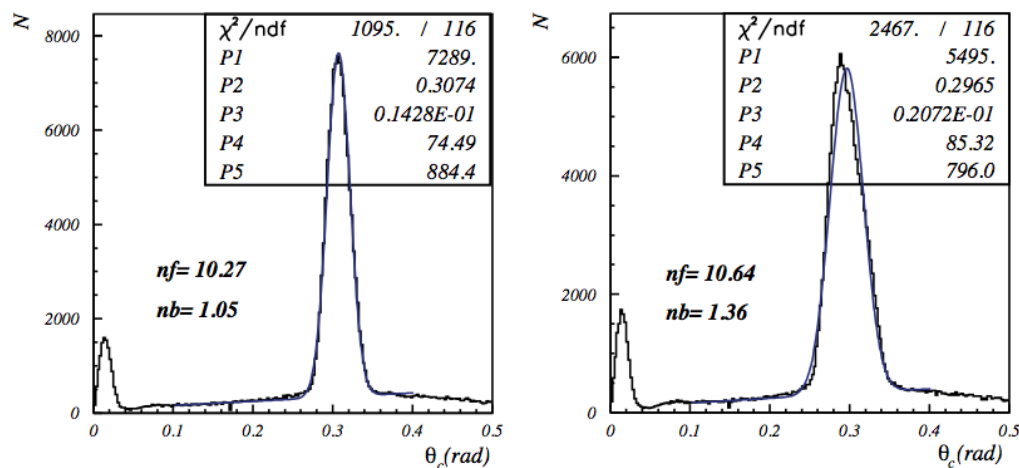 N
8000
6000
4000
2000
0
χ²/ndf 1095. / 116
P1 7289.
P2 0.3074
P3 0.1428E-01
P4 74.49
P5 884.4
nf= 10.27
nb= 1.05
0 0.1 0.2 0.3 0.4 0.5
θc(rad)
N
6000
4000
2000
0
χ²/ndf 2467. / 116
P1 5495.
P2 0.2965
P3 0.2072E-01
P4 85.32
P5 796.0
nf= 10.64
nb= 1.36
0 0.1 0.2 0.3 0.4 0.5
θc(rad)